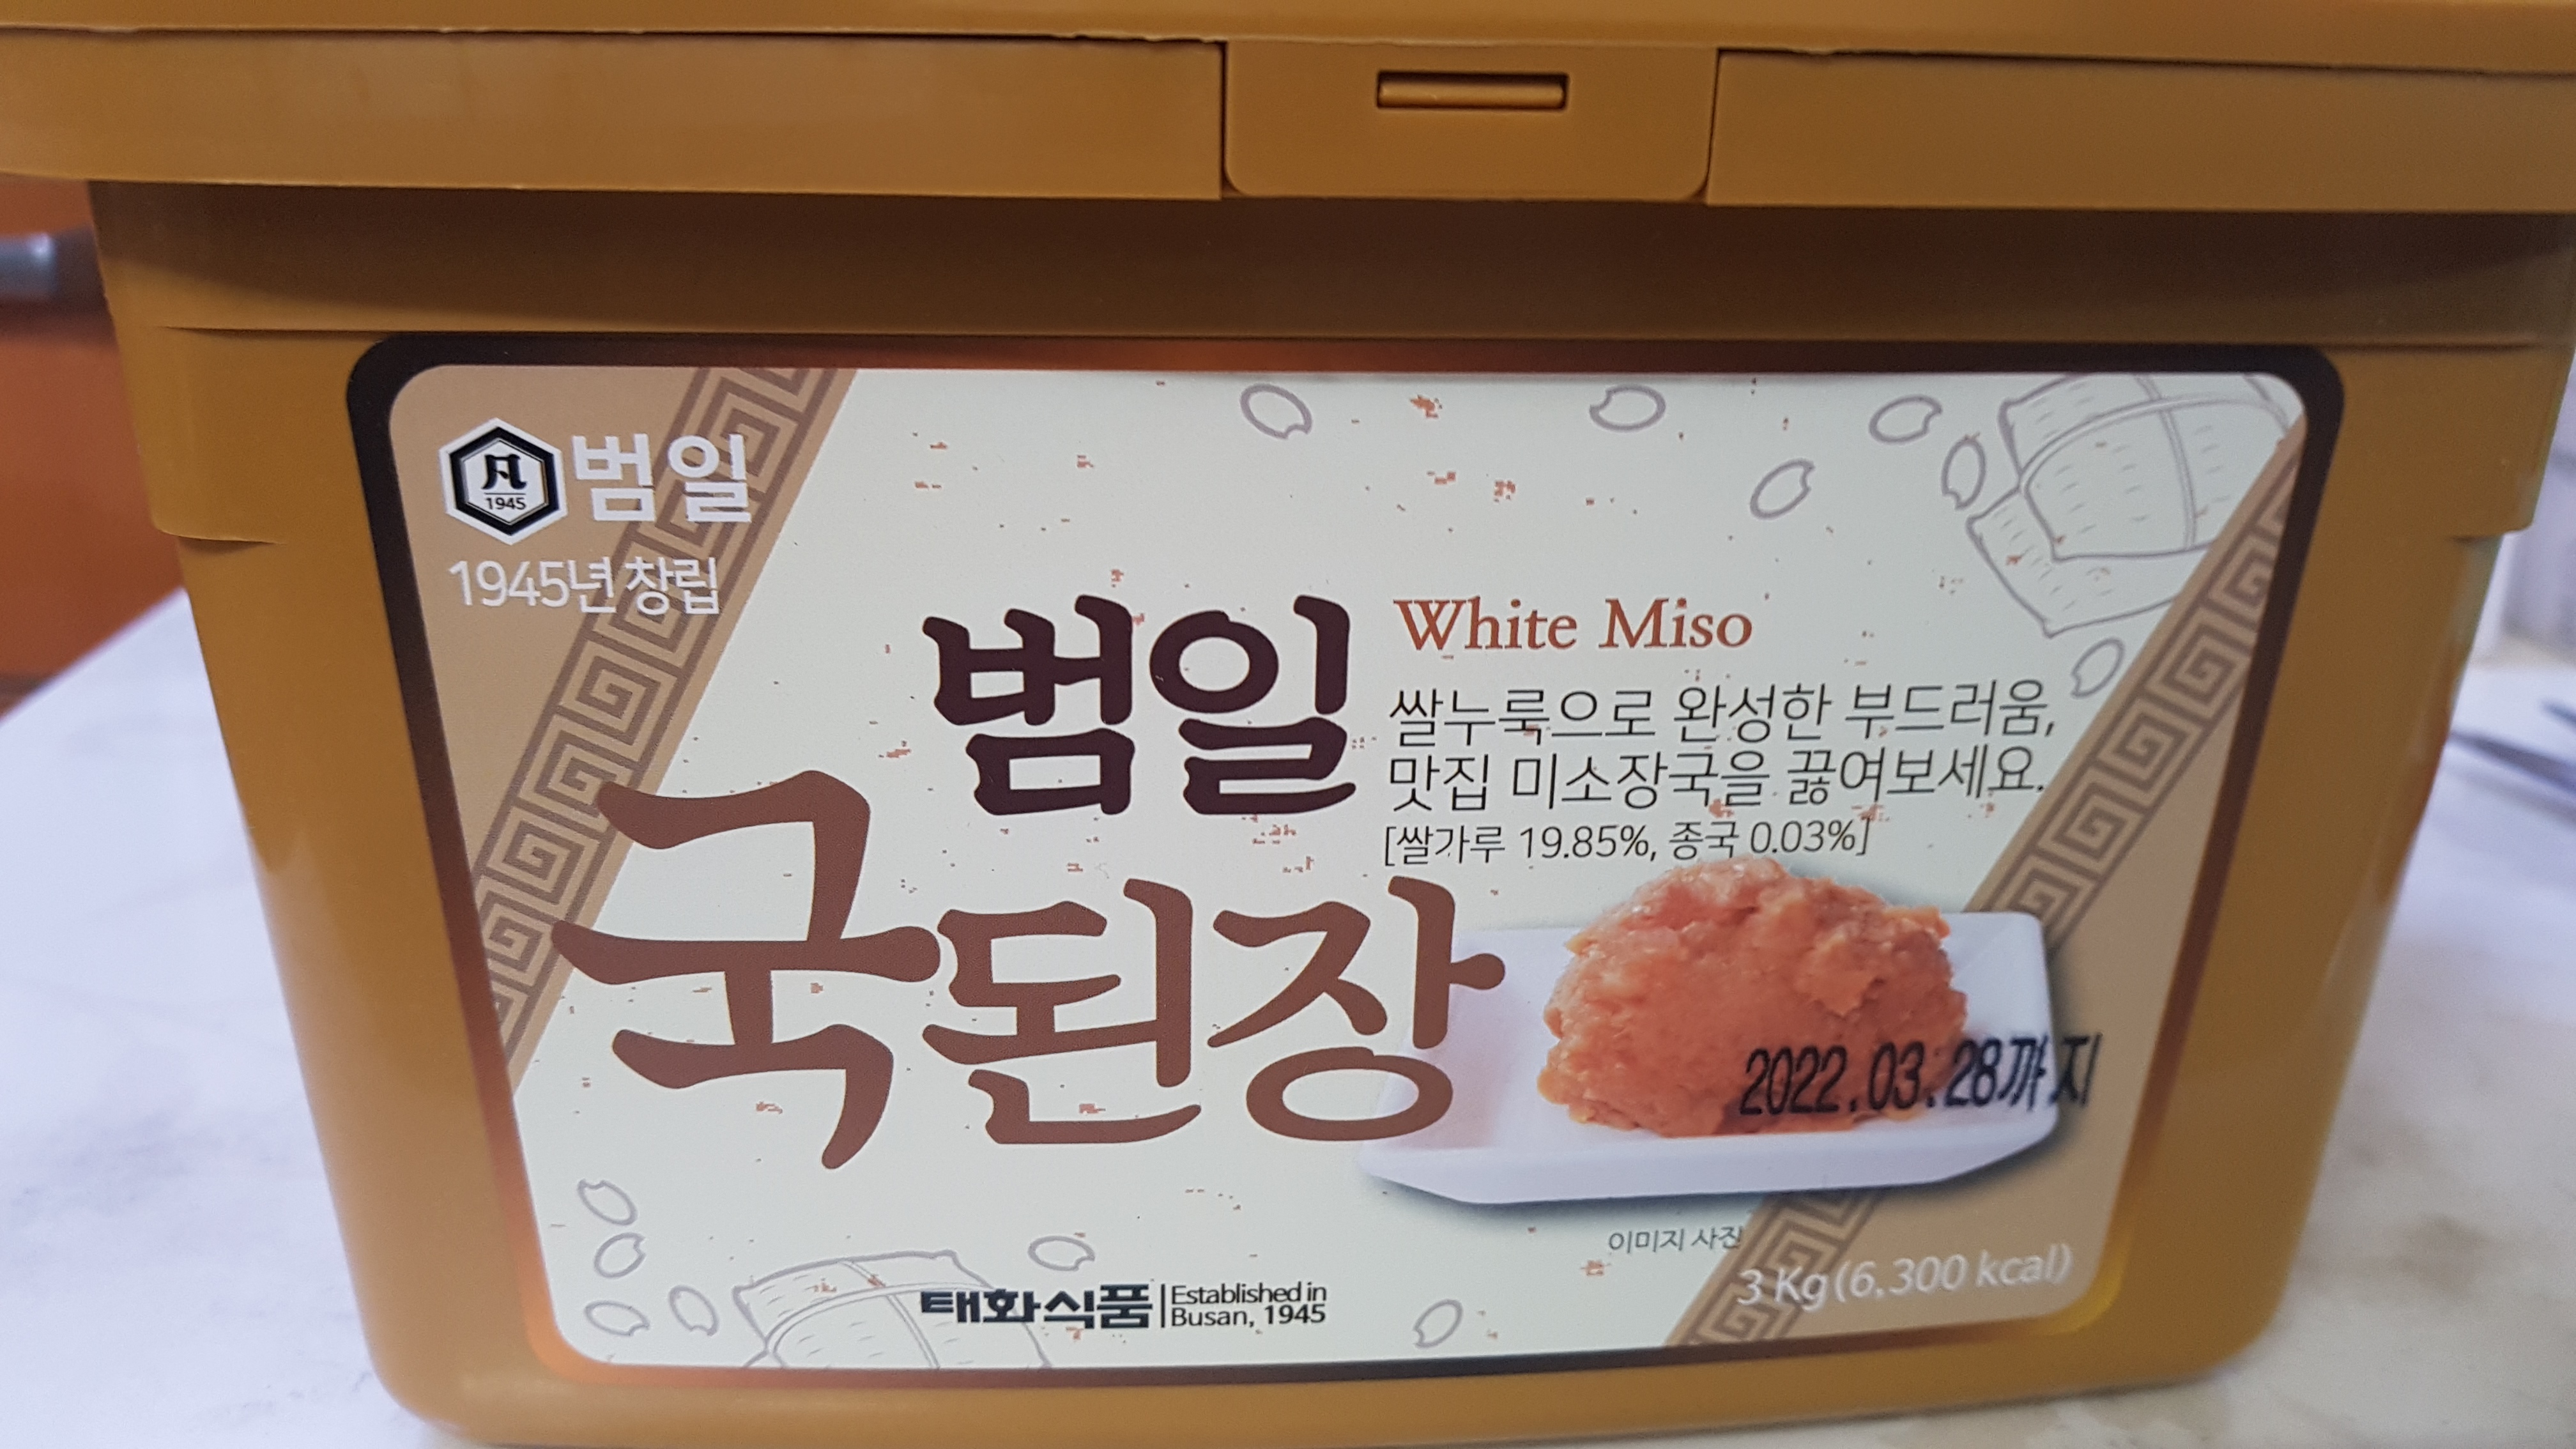 凡
1945
범일
1945년 창립
범일
국된장
White Miso
쌀누룩으로 완성한 부드러움,
맛집 미소장국을 끓여보세요.
[쌀가루 19.85%, 종국 0.03%]
2022.03.28까지
이미지 사진
3 Kg (6,300 kcal)
태화식품
Established in
Busan, 1945